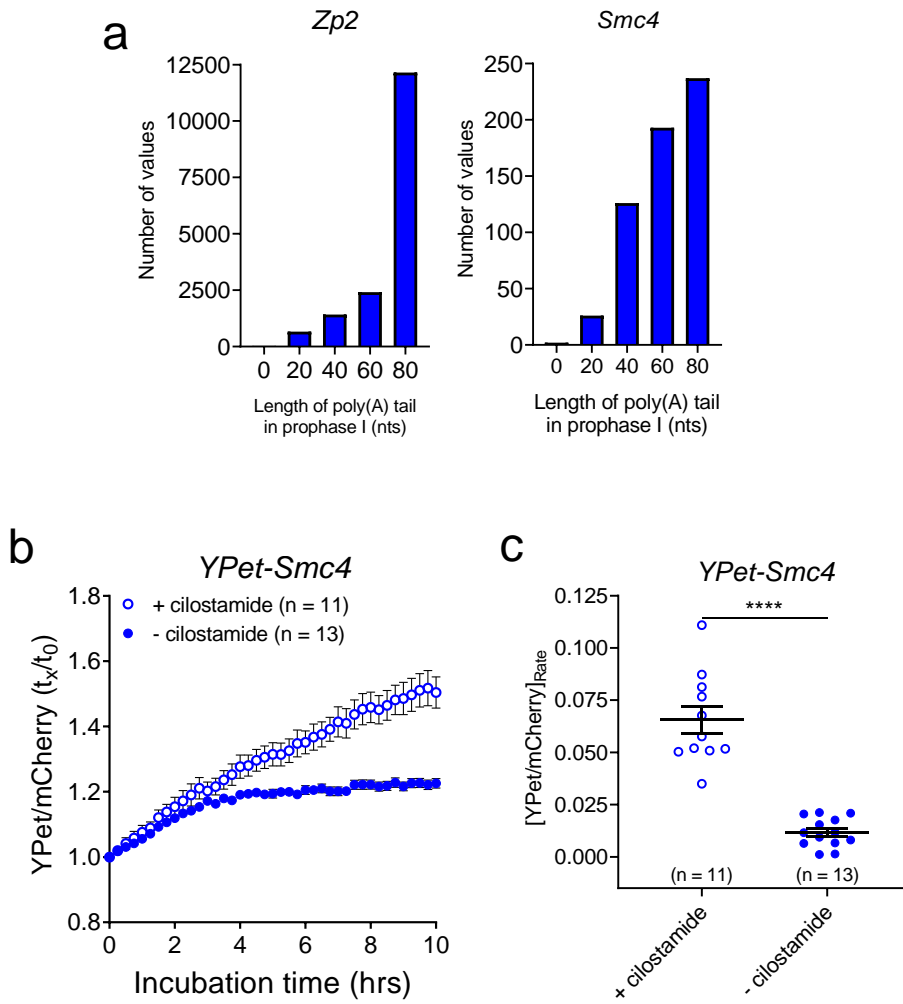 a
Zp2
Number of values
12500
10000
7500
5000
2500
0
0 20 40 60 80
Length of poly(A) tail
in prophase I (nts)
Smc4
Number of values
250
200
150
100
50
0
0 20 40 60 80
Length of poly(A) tail
in prophase I (nts)
b
YPet-Smc4
+ cilostamide (n = 11)
- cilostamide (n = 13)
YPet/mCherry (tx/t0)
1.8
1.6
1.4
1.2
1.0
0.8
0 2 4 6 8 10
Incubation time (hrs)
c
YPet-Smc4
[YPet/mCherry]Rate
0.125
0.100
0.075
0.050
0.025
0.000
****
(n = 11) (n = 13)
+ cilostamide
- cilostamide